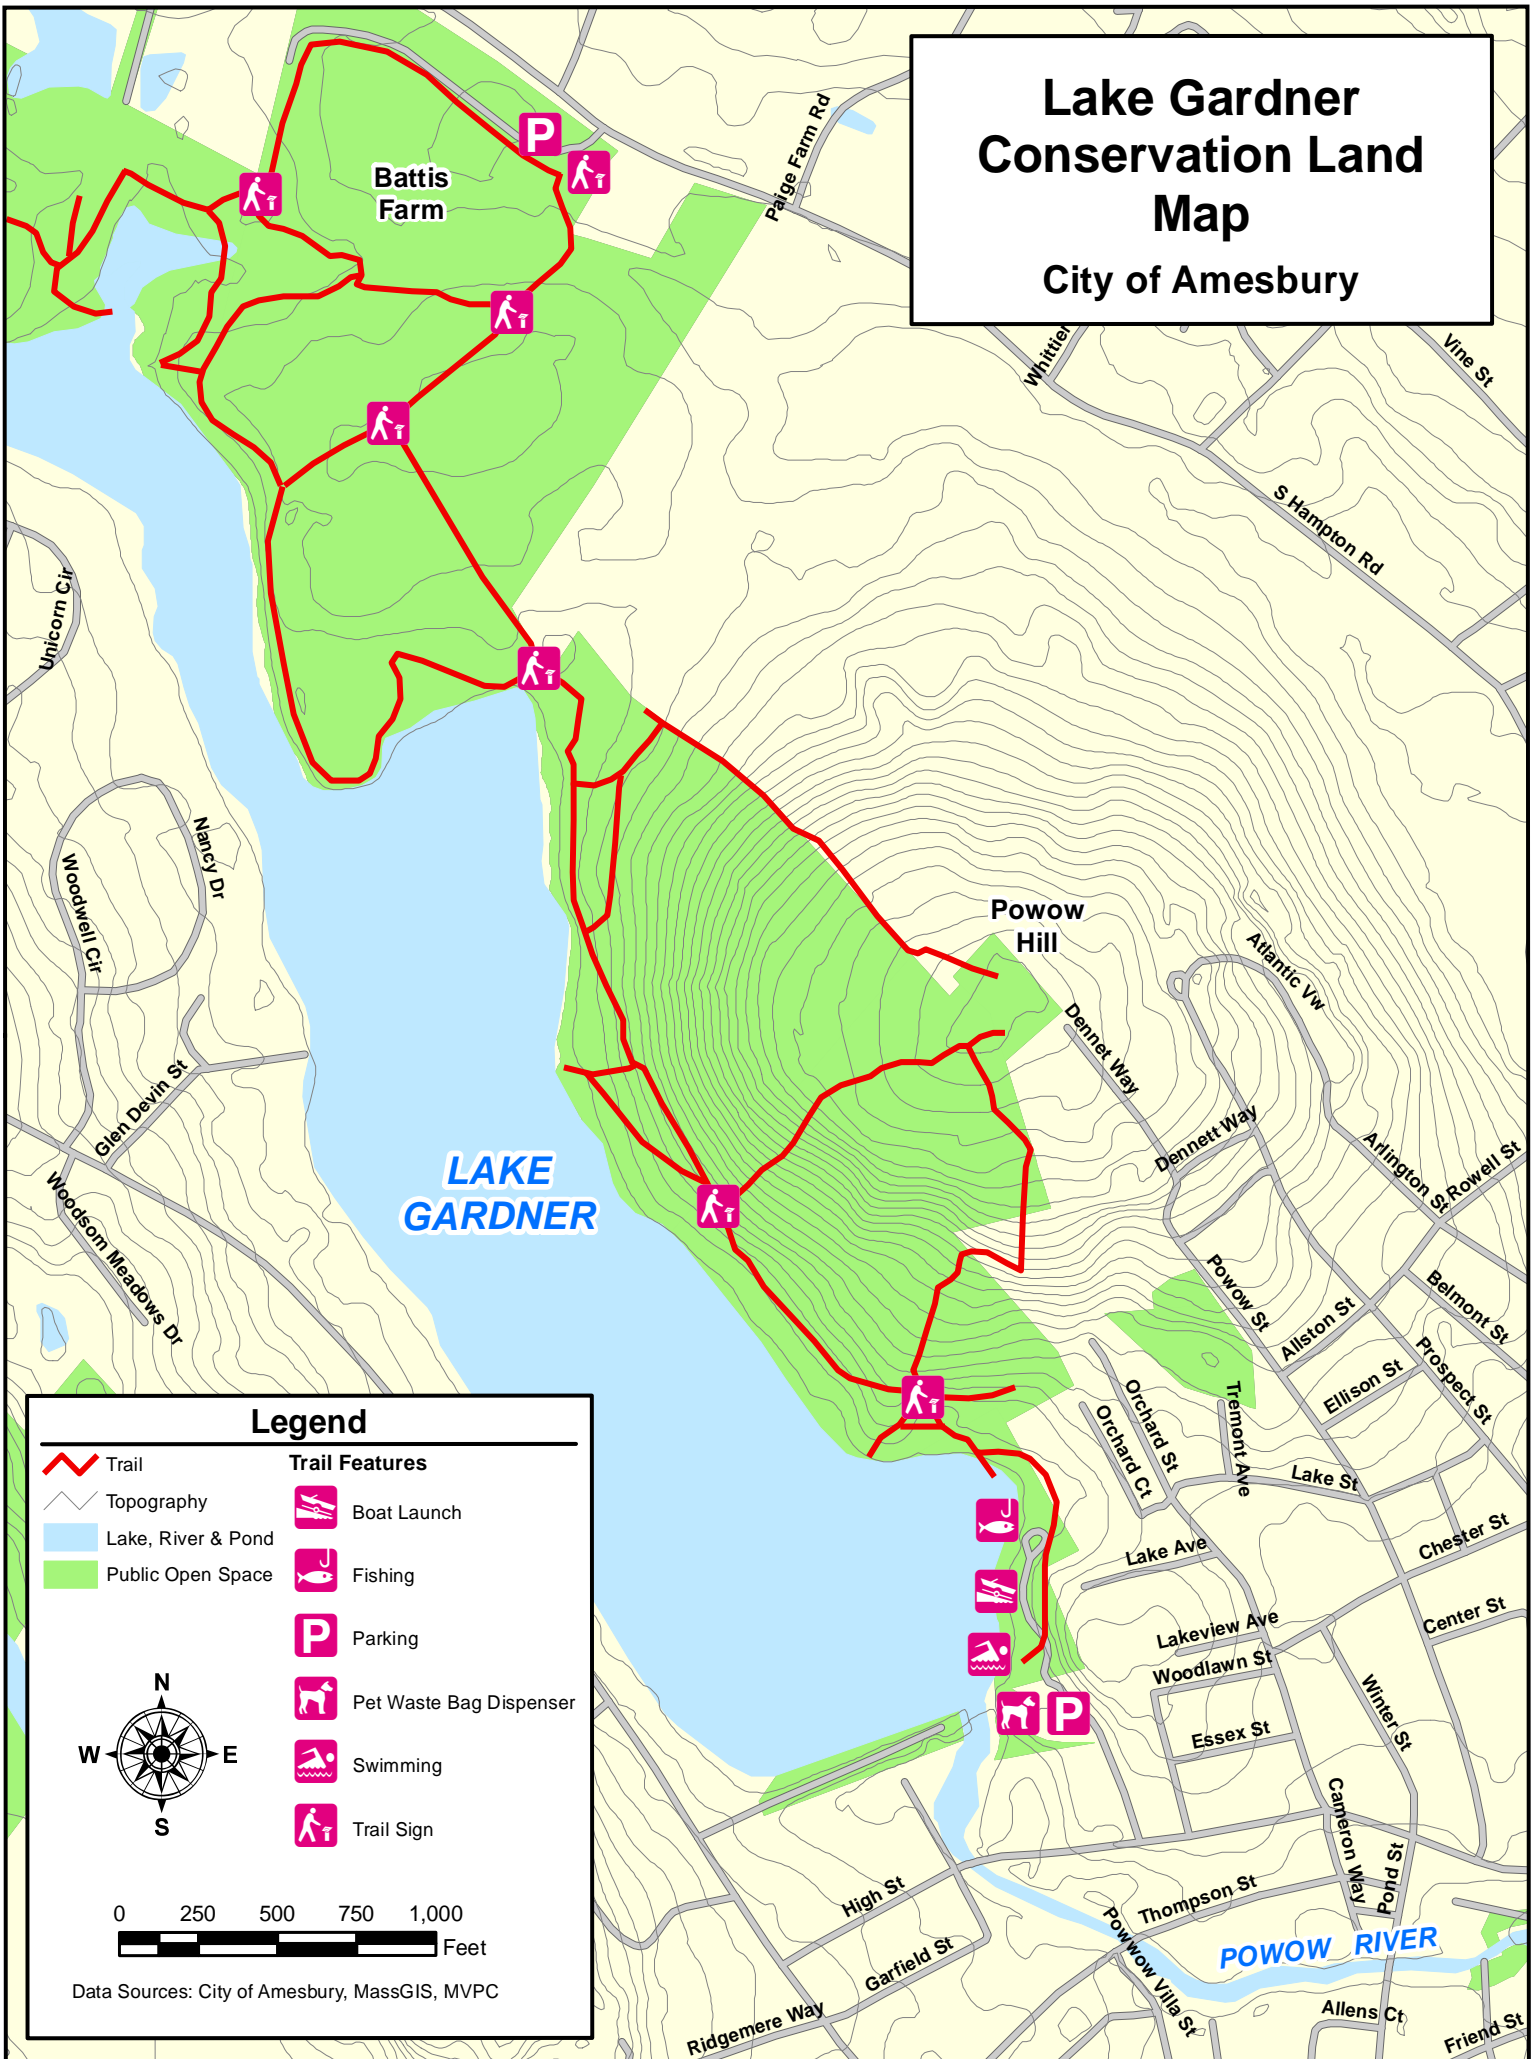 Lake Gardner
Conservation Land
Map
City of Amesbury
P
Battis
Farm
Paige Farm Rd
Whittier
Vine St
S Hampton Rd
Unicorn Cir
Nancy Dr
Woodwell Cir
Powow
Hill
Atlantic Vw
Dennet Way
Glen Devin St
Dennett Way
Arlington St
Rowell St
LAKE
GARDNER
Woodsom Meadows Dr
Powow St
Belmont St
Allston St
Prospect St
Ellison St
Orchard St
Orchard Ct
Tremont Ave
Lake St
Chester St
Lake Ave
Center St
Lakeview Ave
Woodlawn St
Winter St
P
Essex St
Cameron Way
Pond St
High St
Thompson St
Powwow Villa St
POWOW RIVER
Garfield St
Ridgemere Way
Allens Ct
Friend St
Legend
Trail
Topography
Lake, River & Pond
Public Open Space
Trail Features
Boat Launch
Fishing
P Parking
Pet Waste Bag Dispenser
Swimming
Trail Sign
N
W E
S
0 250 500 750 1,000
Feet
Data Sources: City of Amesbury, MassGIS, MVPC